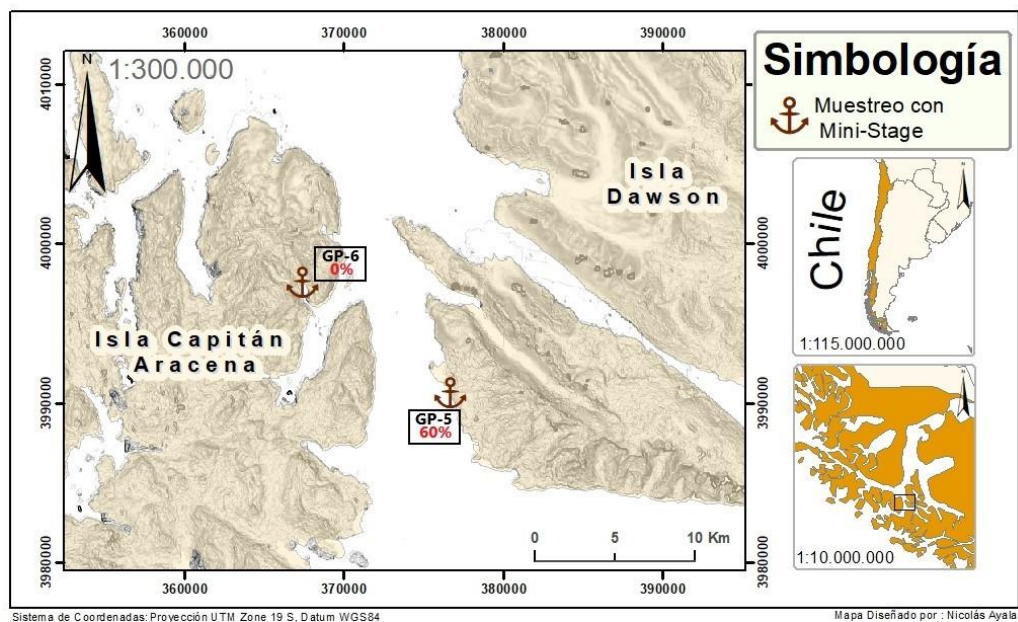 360000 370000 380000 390000
4010000
4000000
3990000
3980000
N
1:300.000
Isla
Dawson
GP-6
0%
Isla Capitán
Aracena
GP-5
60%
0 5 10 Km
4010000
4000000
3990000
3980000
360000 370000 380000 390000
Simbología
Muestreo con
Mini-Stage
Chile
N
1:115.000.000
N
1:10.000.000
Sistema de Coordenadas: Proyección UTM Zone 19 S, Datum WGS84
Mapa Diseñado por : Nicolás Ayala